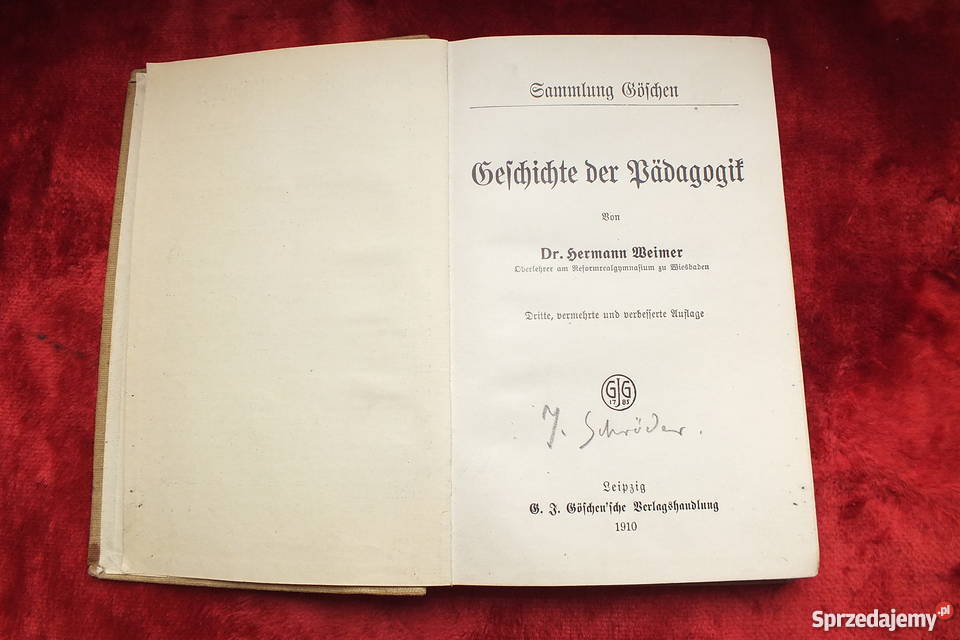 Sammlung Göschen
Geschichte der Pädagogik
Von
Dr. Hermann Weimer
Oberlehrer am Reformrealgymnasium zu Wiesbaden
Dritte, vermehrte und verbesserte Auflage
GJG
1785
J. Schröder.
Leipzig
G. J. Göschen'sche Verlagshandlung
1910
Sprzedajemy.pl